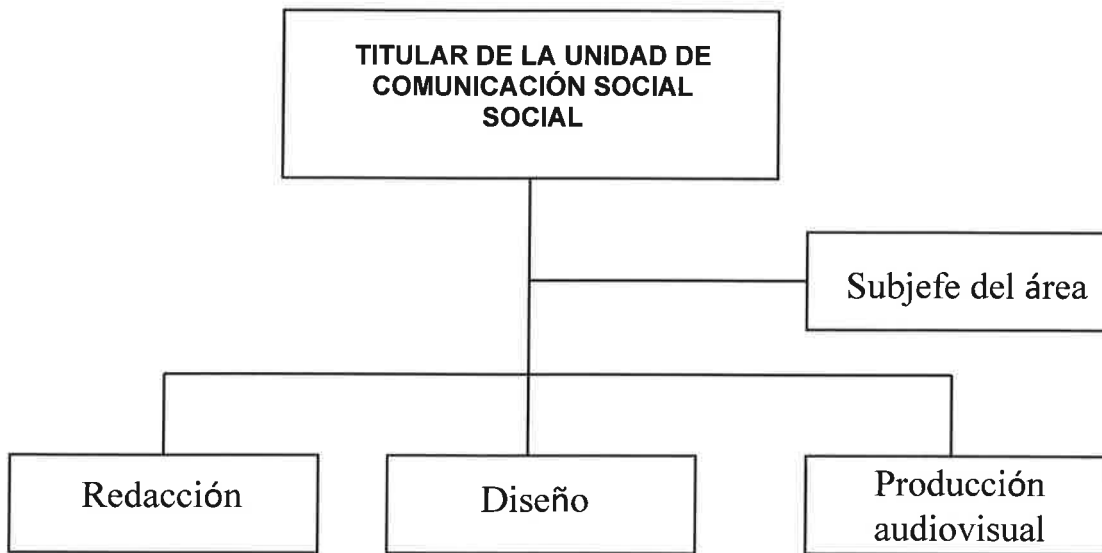 TITULAR DE LA UNIDAD DE
COMUNICACIÓN SOCIAL
SOCIAL
Subjefe del área
Redacción
Diseño
Producción
audiovisual